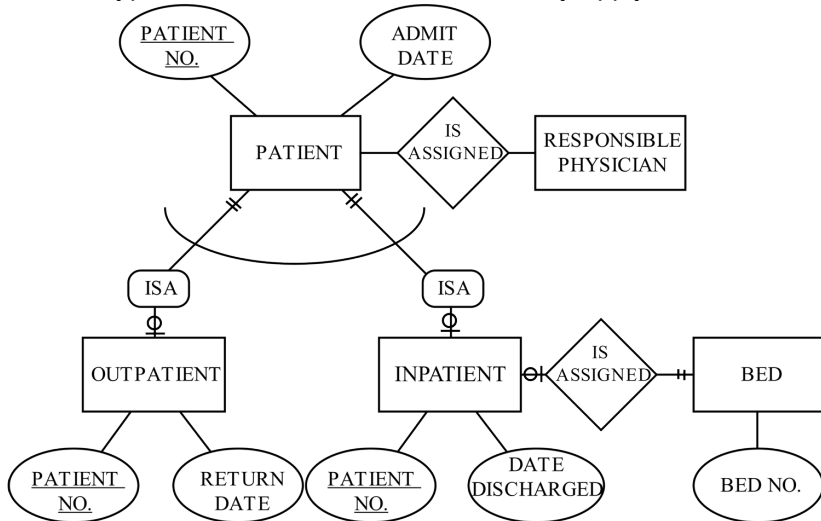 PATIENT
NO.
ADMIT
DATE
PATIENT
IS
ASSIGNED
RESPONSIBLE
PHYSICIAN
ISA
ISA
OUTPATIENT
INPATIENT
IS
ASSIGNED
BED
PATIENT
NO.
RETURN
DATE
PATIENT
NO.
DATE
DISCHARGED
BED NO.